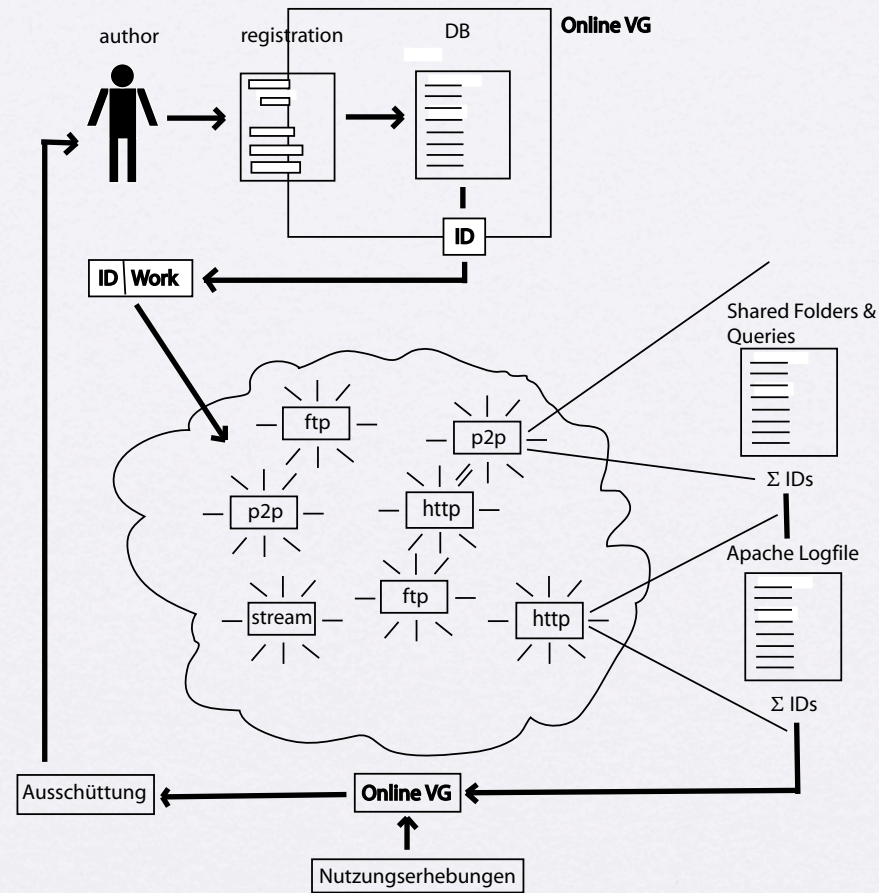 author
registration
DB
Online VG
ID
ID Work
Shared Folders &
Queries
ftp
p2p
Σ IDs
p2p
http
Apache Logfile
ftp
stream
http
Σ IDs
Ausschüttung
Online VG
Nutzungserhebungen